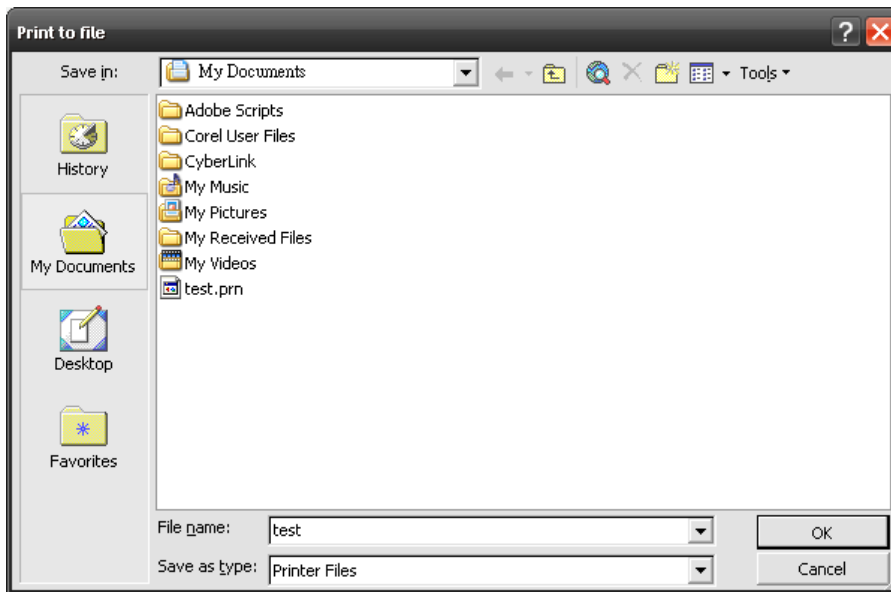 Print to file
Save in: My Documents Tools
History
My Documents
Desktop
Favorites
Adobe Scripts
Corel User Files
CyberLink
My Music
My Pictures
My Received Files
My Videos
test.prn
File name: test OK
Save as type: Printer Files Cancel